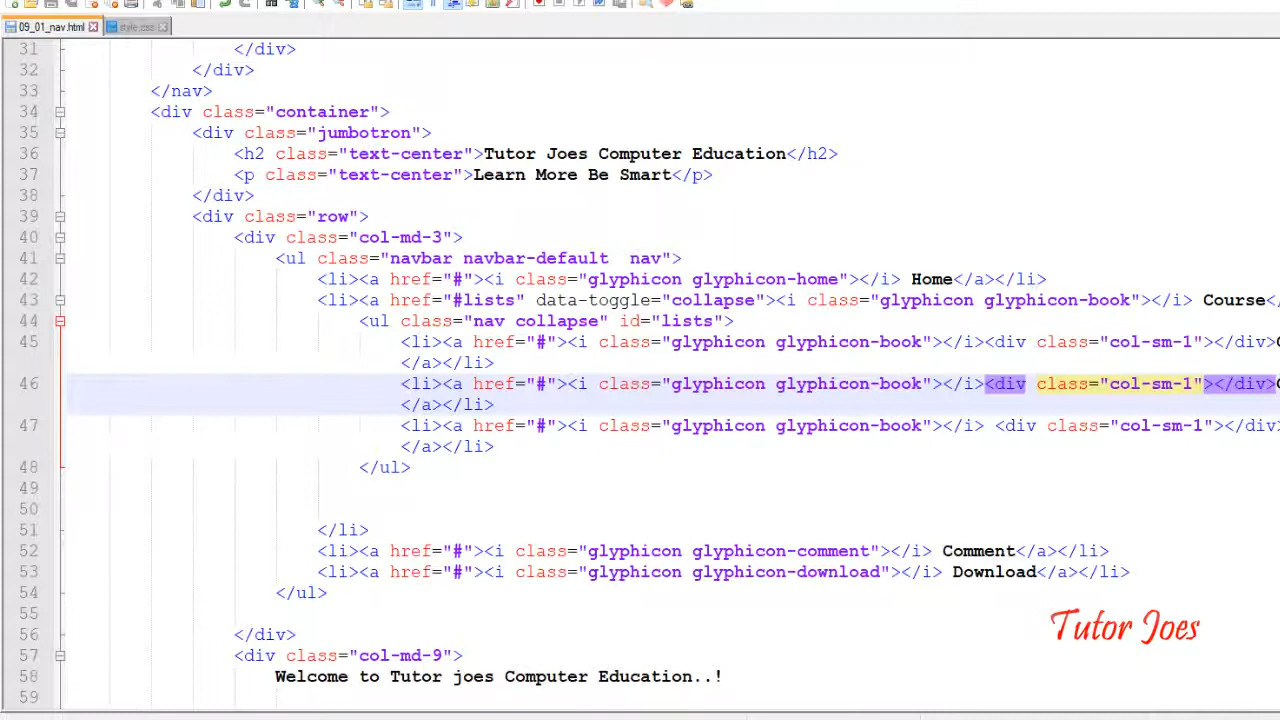 09_01_nav.html
style.css
31 </div>
32 </div>
33 </nav>
34 <div class="container">
35 <div class="jumbotron">
36 <h2 class="text-center">Tutor Joes Computer Education</h2>
37 <p class="text-center">Learn More Be Smart</p>
38 </div>
39 <div class="row">
40 <div class="col-md-3">
41 <ul class="navbar navbar-default  nav">
42 <li><a href="#"><i class="glyphicon glyphicon-home"></i> Home</a></li>
43 <li><a href="#lists" data-toggle="collapse"><i class="glyphicon glyphicon-book"></i> Course<
44 <ul class="nav collapse" id="lists">
45 <li><a href="#"><i class="glyphicon glyphicon-book"></i><div class="col-sm-1"></div>
</a></li>
46 <li><a href="#"><i class="glyphicon glyphicon-book"></i><div class="col-sm-1"></div>
</a></li>
47 <li><a href="#"><i class="glyphicon glyphicon-book"></i> <div class="col-sm-1"></div>
</a></li>
48 </ul>
49
50
51 </li>
52 <li><a href="#"><i class="glyphicon glyphicon-comment"></i> Comment</a></li>
53 <li><a href="#"><i class="glyphicon glyphicon-download"></i> Download</a></li>
54 </ul>
55
56 </div>
57 <div class="col-md-9">
58 Welcome to Tutor joes Computer Education..!
59
Tutor Joes